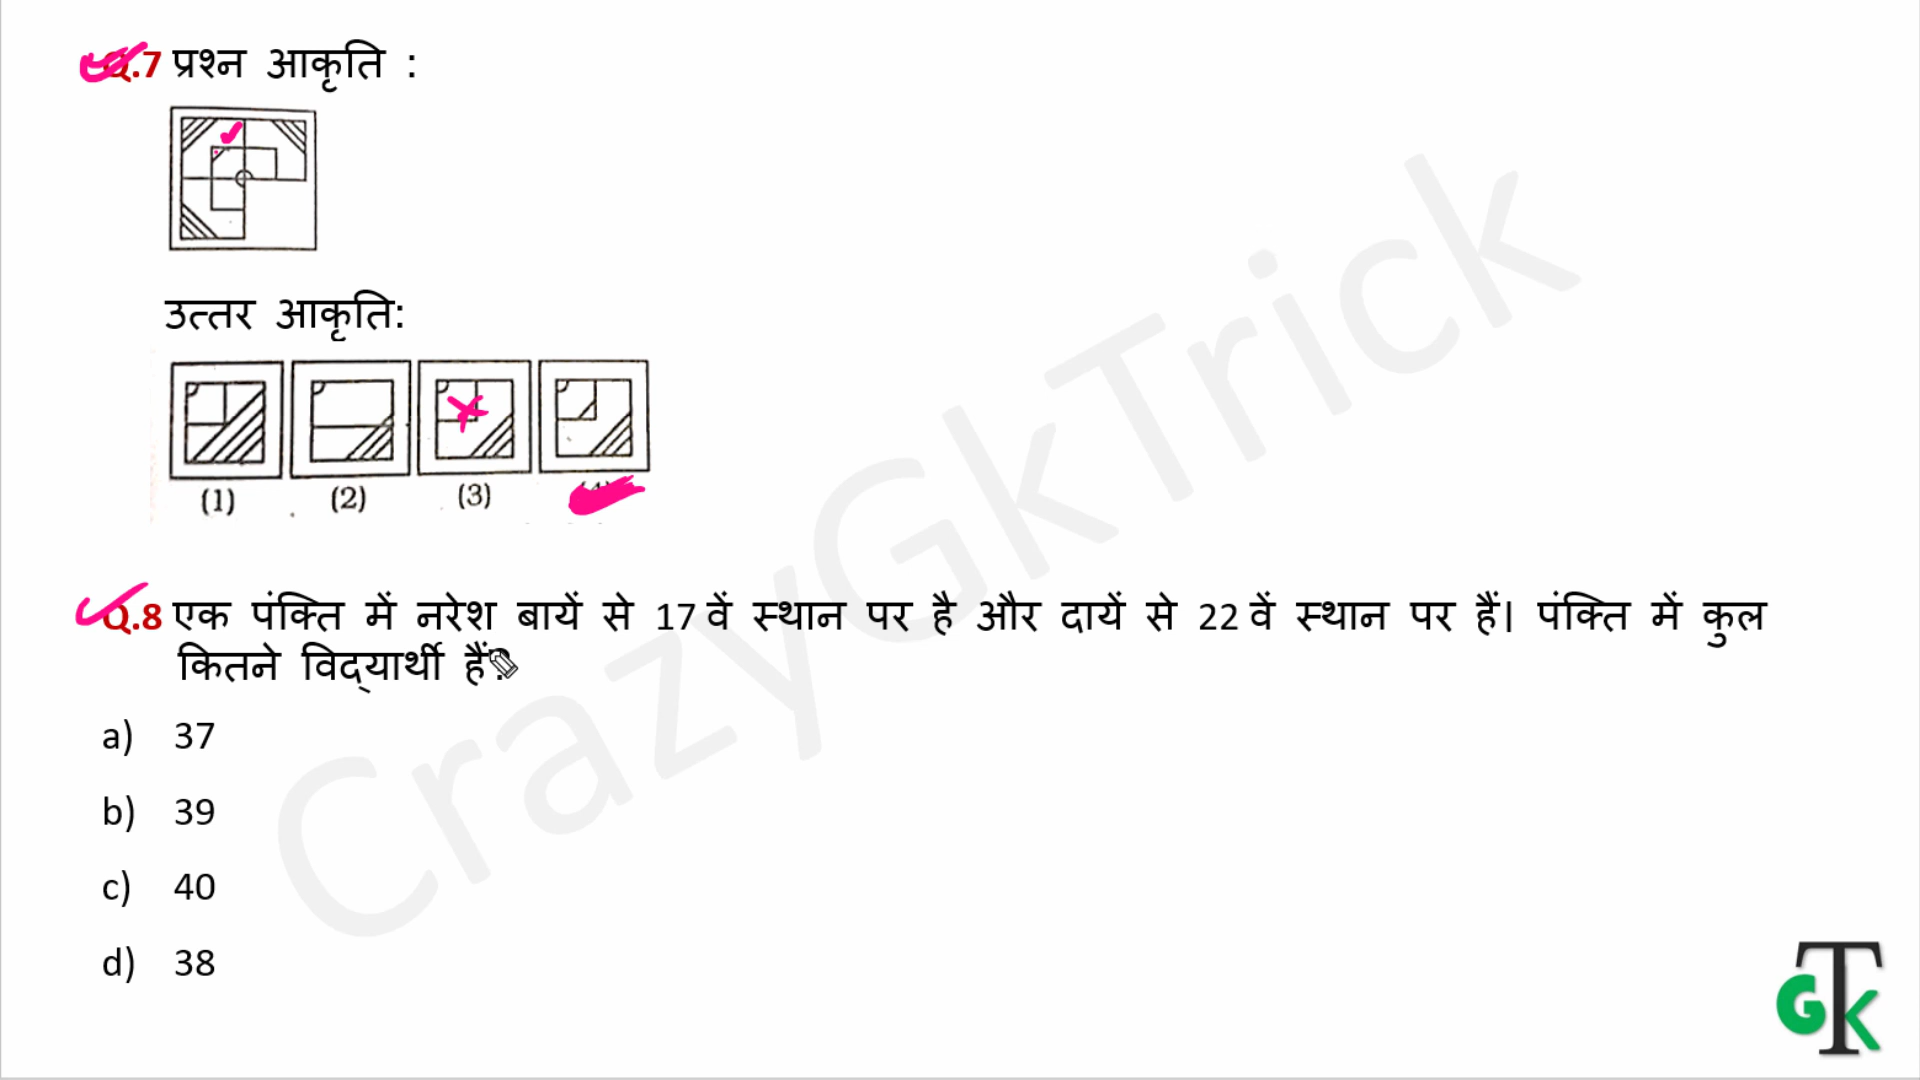 Q.7 प्रश्न आकृति :
उत्तर आकृति:
(1) (2) (3)
Q.8 एक पंक्ति में नरेश बायें से 17 वें स्थान पर है और दायें से 22 वें स्थान पर हैं। पंक्ति में कुल
कितने विद्यार्थी हैं
a) 37
b) 39
c) 40
d) 38
CrazyGkTrick
GTK